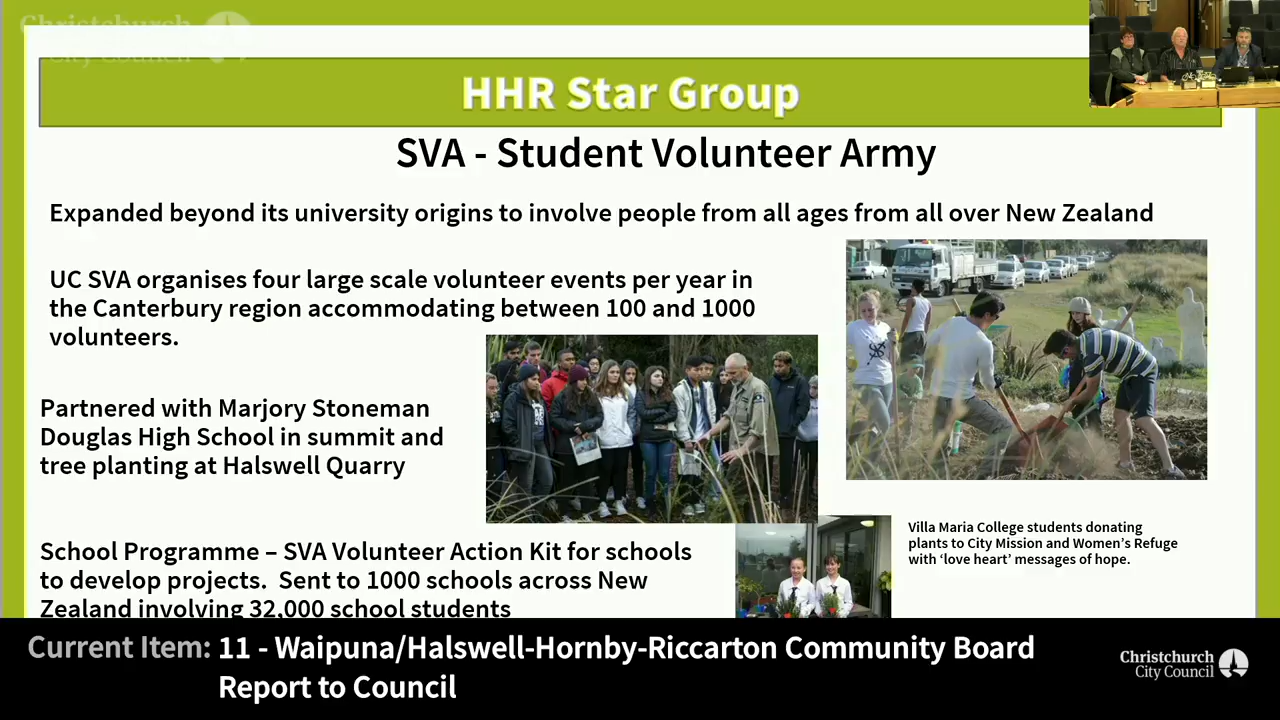 Christchurch
City Council
HHR Star Group
SVA - Student Volunteer Army
Expanded beyond its university origins to involve people from all ages from all over New Zealand
UC SVA organises four large scale volunteer events per year in
the Canterbury region accommodating between 100 and 1000
volunteers.
Partnered with Marjory Stoneman
Douglas High School in summit and
tree planting at Halswell Quarry
School Programme – SVA Volunteer Action Kit for schools
to develop projects.  Sent to 1000 schools across New
Zealand involving 32,000 school students
Villa Maria College students donating
plants to City Mission and Women's Refuge
with 'love heart' messages of hope.
Current Item: 11 - Waipuna/Halswell-Hornby-Riccarton Community Board
Report to Council
Christchurch
City Council